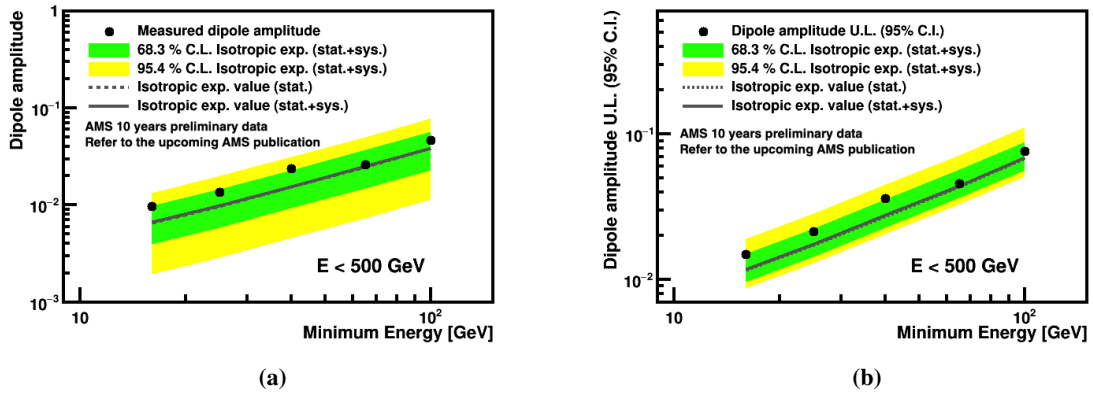 Dipole amplitude
1
10⁻¹
10⁻²
10⁻³
Measured dipole amplitude
68.3 % C.L. Isotropic exp. (stat.+sys.)
95.4 % C.L. Isotropic exp. (stat.+sys.)
Isotropic exp. value (stat.)
Isotropic exp. value (stat.+sys.)
AMS 10 years preliminary data
Refer to the upcoming AMS publication
E < 500 GeV
10
10²
Minimum Energy [GeV]
(a)
Dipole amplitude U.L. (95% C.I.)
10⁻¹
10⁻²
Dipole amplitude U.L. (95% C.I.)
68.3 % C.L. Isotropic exp. (stat.+sys.)
95.4 % C.L. Isotropic exp. (stat.+sys.)
Isotropic exp. value (stat.)
Isotropic exp. value (stat.+sys.)
AMS 10 years preliminary data
Refer to the upcoming AMS publication
E < 500 GeV
10
10²
Minimum Energy [GeV]
(b)